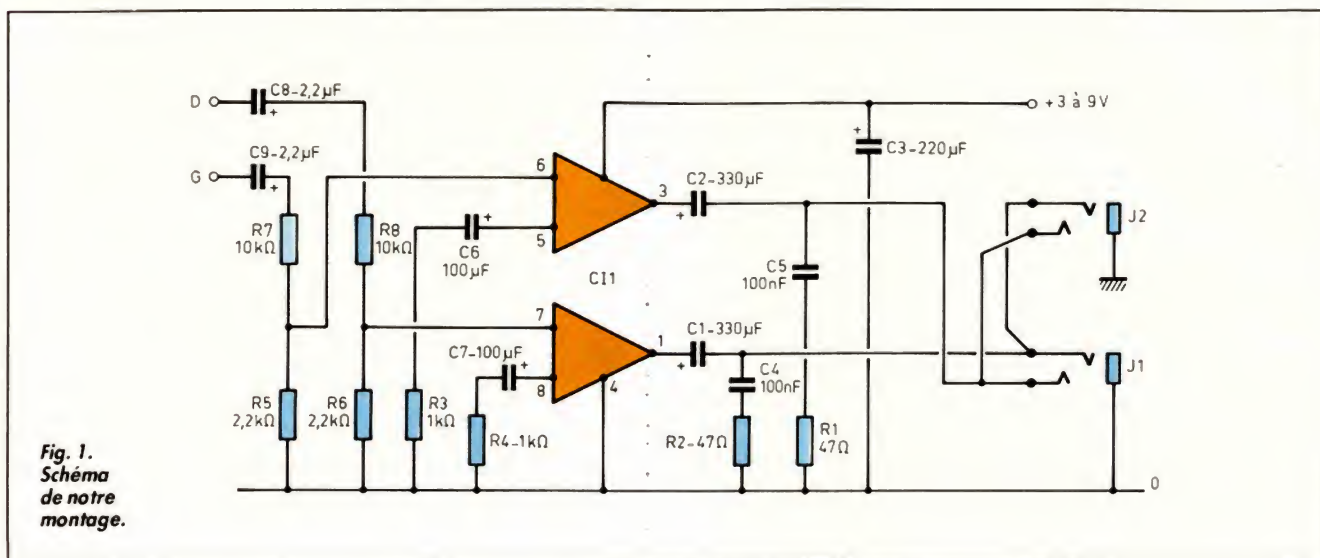 D
C8-2,2µF
+
+3 à 9V
G
C9-2,2µF
+
+
C3-220µF
6
3
C2-330µF
+
R7
10kΩ
R8
10kΩ
+
C6
100µF
5
J2
C5
100nF
CI1
7
C7-100µF
+
8
1
C1-330µF
+
4
C4
100nF
J1
R5
2,2kΩ
R6
2,2kΩ
R3
1kΩ
R4-1kΩ
R2-47Ω
R1
47Ω
0
Fig. 1.
Schéma
de notre
montage.